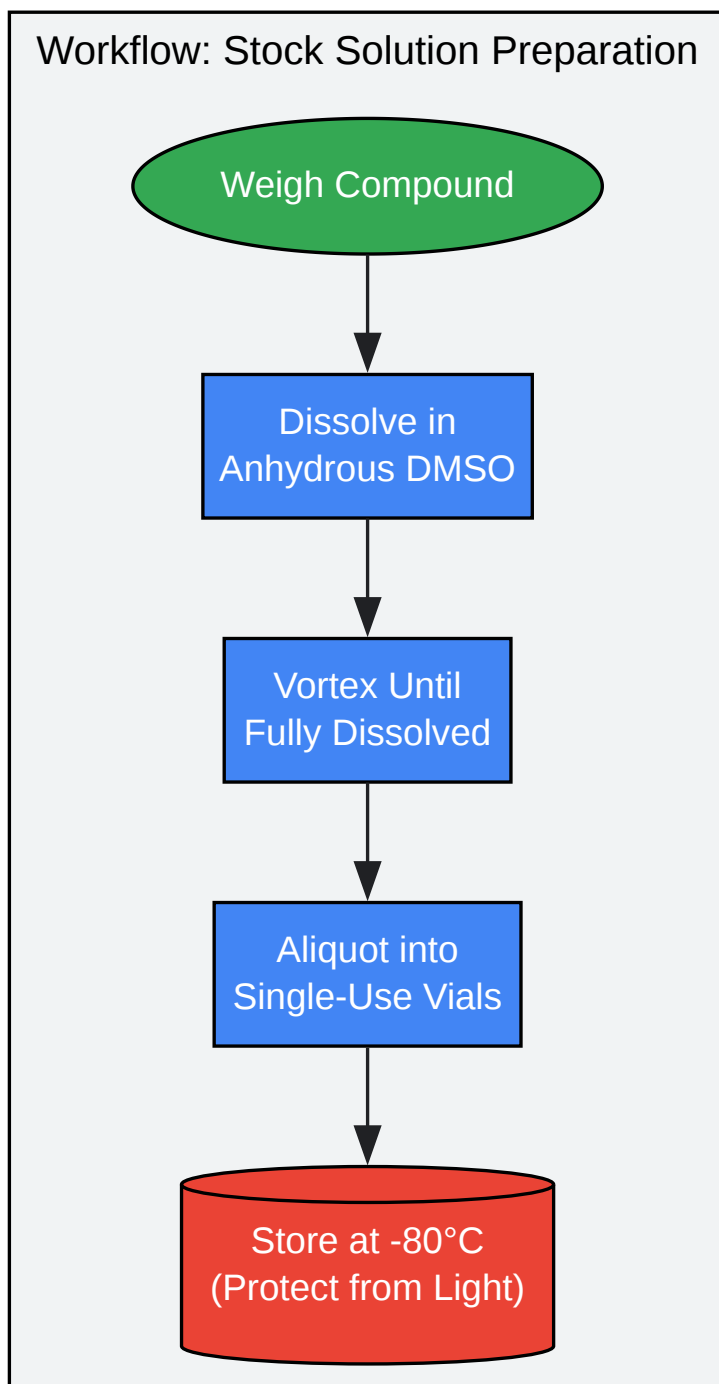 Workflow: Stock Solution Preparation
Weigh Compound
Dissolve in
Anhydrous DMSO
Vortex Until
Fully Dissolved
Aliquot into
Single-Use Vials
Store at -80°C
(Protect from Light)